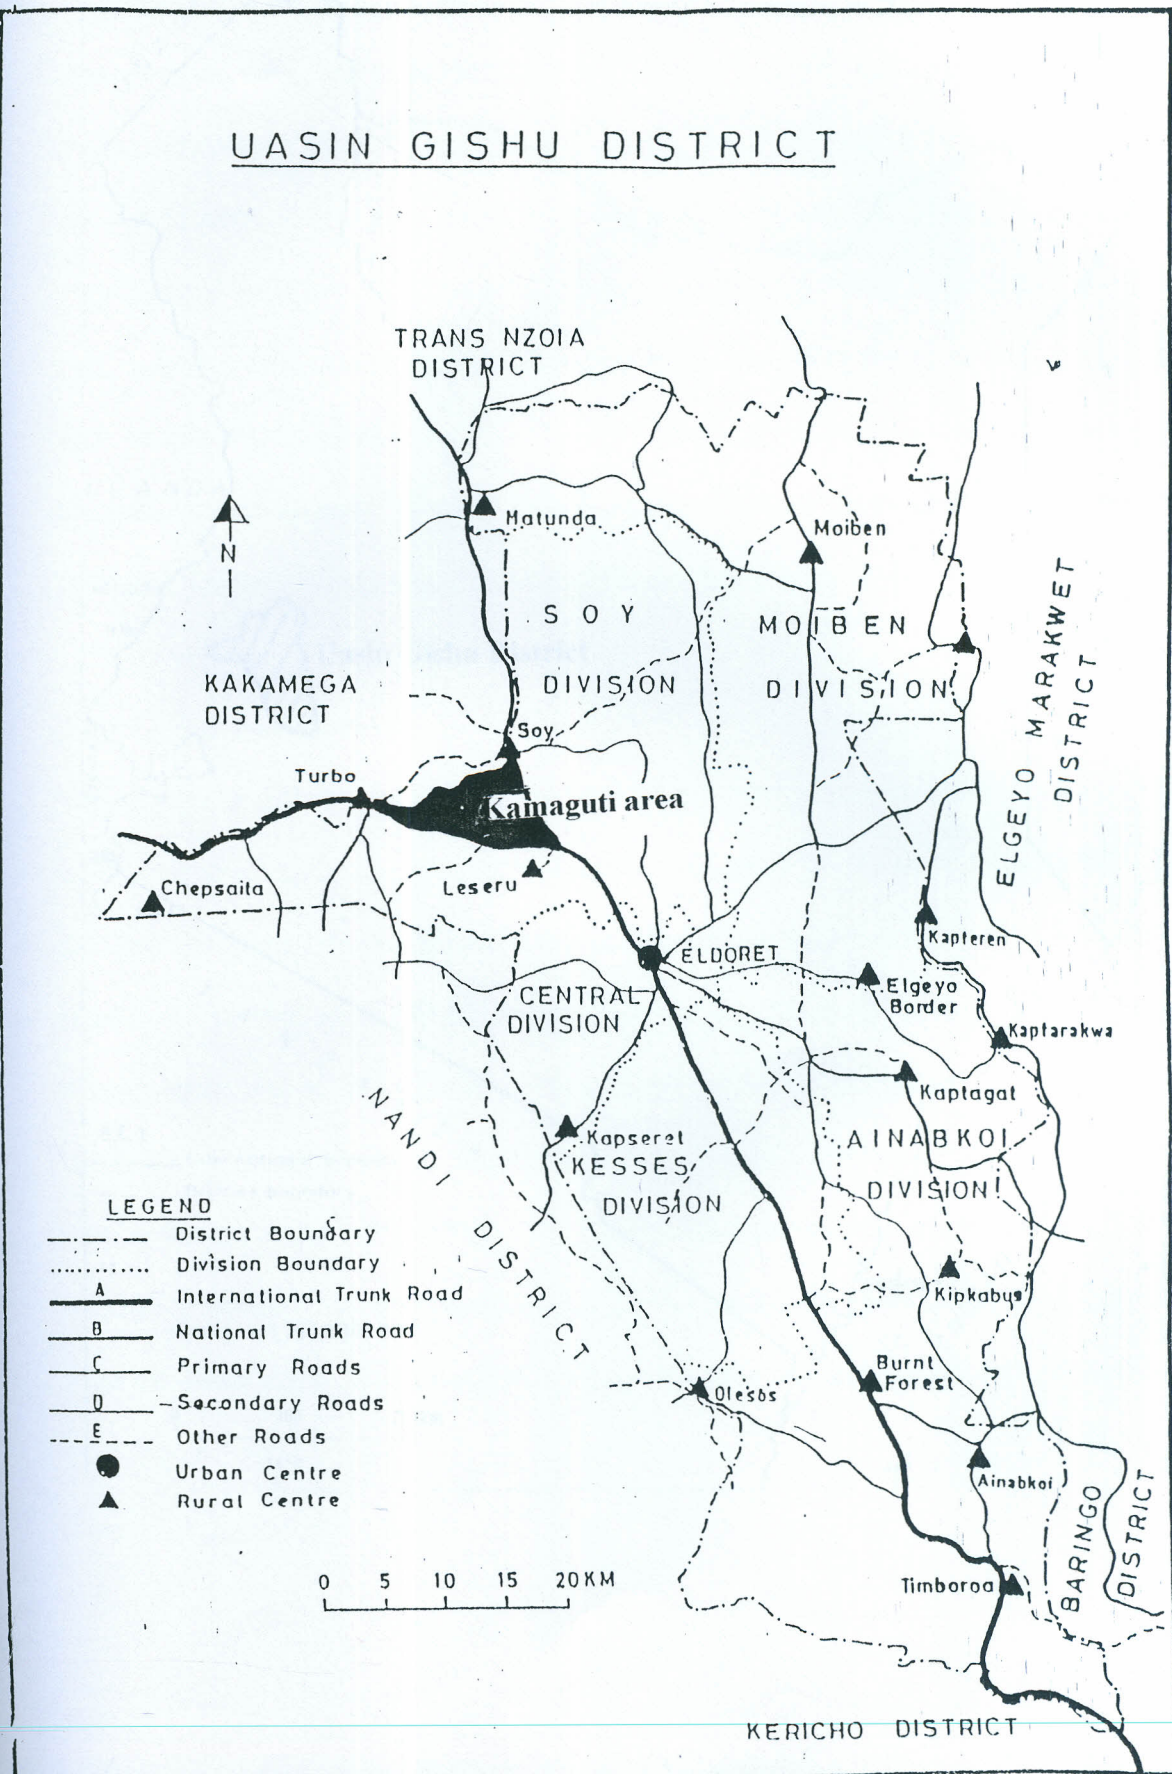 UASIN GISHU DISTRICT
TRANS NZOIA
DISTRICT
N
Matunda
Moiben
SOY
DIVISION
MOIBEN
DIVISION
ELGEYO MARAKWET
DISTRICT
KAKAMEGA
DISTRICT
Soy
Turbo
Kamaguti area
Chepsaita
Leseru
Kapteren
ELDORET
Elgeyo
Border
CENTRAL
DIVISION
Kaptarakwa
Kaptagat
NANDI DISTRICT
Kapseret
KESSES
DIVISION
AINABKOI
DIVISION
Kipkabus
Burnt
Forest
Olesos
Ainabkoi
Timboroa
BARINGO
DISTRICT
KERICHO DISTRICT
LEGEND
District Boundary
Division Boundary
A International Trunk Road
B National Trunk Road
C Primary Roads
D Secondary Roads
E Other Roads
Urban Centre
Rural Centre
0 5 10 15 20 KM